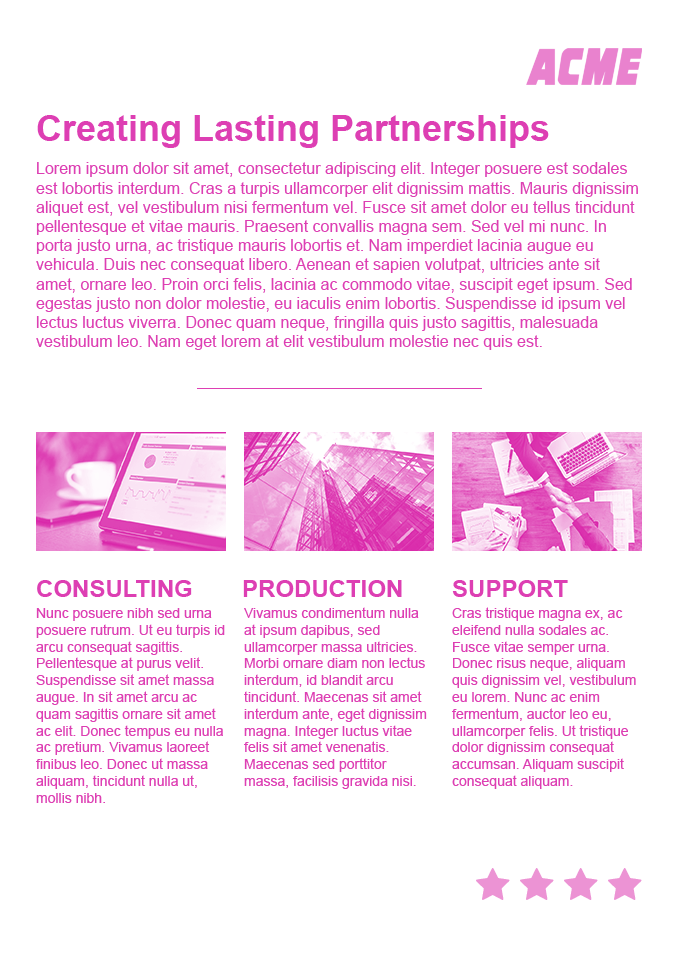 ACME
Creating Lasting Partnerships
Lorem ipsum dolor sit amet, consectetur adipiscing elit. Integer posuere est sodales
est lobortis interdum. Cras a turpis ullamcorper elit dignissim mattis. Mauris dignissim
aliquet est, vel vestibulum nisi fermentum vel. Fusce sit amet dolor eu tellus tincidunt
pellentesque et vitae mauris. Praesent convallis magna sem. Sed vel mi nunc. In
porta justo urna, ac tristique mauris lobortis et. Nam imperdiet lacinia augue eu
vehicula. Duis nec consequat libero. Aenean et sapien volutpat, ultricies ante sit
amet, ornare leo. Proin orci felis, lacinia ac commodo vitae, suscipit eget ipsum. Sed
egestas justo non dolor molestie, eu iaculis enim lobortis. Suspendisse id ipsum vel
lectus luctus viverra. Donec quam neque, fringilla quis justo sagittis, malesuada
vestibulum leo. Nam eget lorem at elit vestibulum molestie nec quis est.
CONSULTING
Nunc posuere nibh sed urna
posuere rutrum. Ut eu turpis id
arcu consequat sagittis.
Pellentesque at purus velit.
Suspendisse sit amet massa
augue. In sit amet arcu ac
quam sagittis ornare sit amet
ac elit. Donec tempus eu nulla
ac pretium. Vivamus laoreet
finibus leo. Donec ut massa
aliquam, tincidunt nulla ut,
mollis nibh.
PRODUCTION
Vivamus condimentum nulla
at ipsum dapibus, sed
ullamcorper massa ultricies.
Morbi ornare diam non lectus
interdum, id blandit arcu
tincidunt. Maecenas sit amet
interdum ante, eget dignissim
magna. Integer luctus vitae
felis sit amet venenatis.
Maecenas sed porttitor
massa, facilisis gravida nisi.
SUPPORT
Cras tristique magna ex, ac
eleifend nulla sodales ac.
Fusce vitae semper urna.
Donec risus neque, aliquam
quis dignissim vel, vestibulum
eu lorem. Nunc ac enim
fermentum, auctor leo eu,
ullamcorper felis. Ut tristique
dolor dignissim consequat
accumsan. Aliquam suscipit
consequat aliquam.